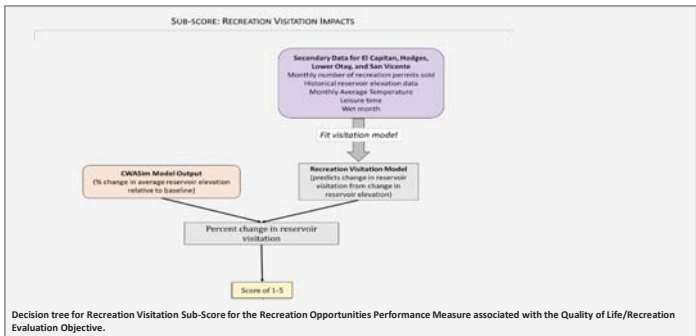 SUB-SCORE: RECREATION VISITATION IMPACTS
Secondary Data for El Capitan, Hodges,
Lower Otay, and San Vicente
Monthly number of recreation permits sold
Historical reservoir elevation data
Monthly Average Temperature
Leisure time
Wet month
Fit visitation model
CWASim Model Output
(% change in average reservoir elevation
relative to baseline)
Recreation Visitation Model
(predicts change in reservoir
visitation from change in
reservoir elevation)
Percent change in reservoir
visitation
Score of 1-5
Decision tree for Recreation Visitation Sub-Score for the Recreation Opportunities Performance Measure associated with the Quality of Life/Recreation
Evaluation Objective.